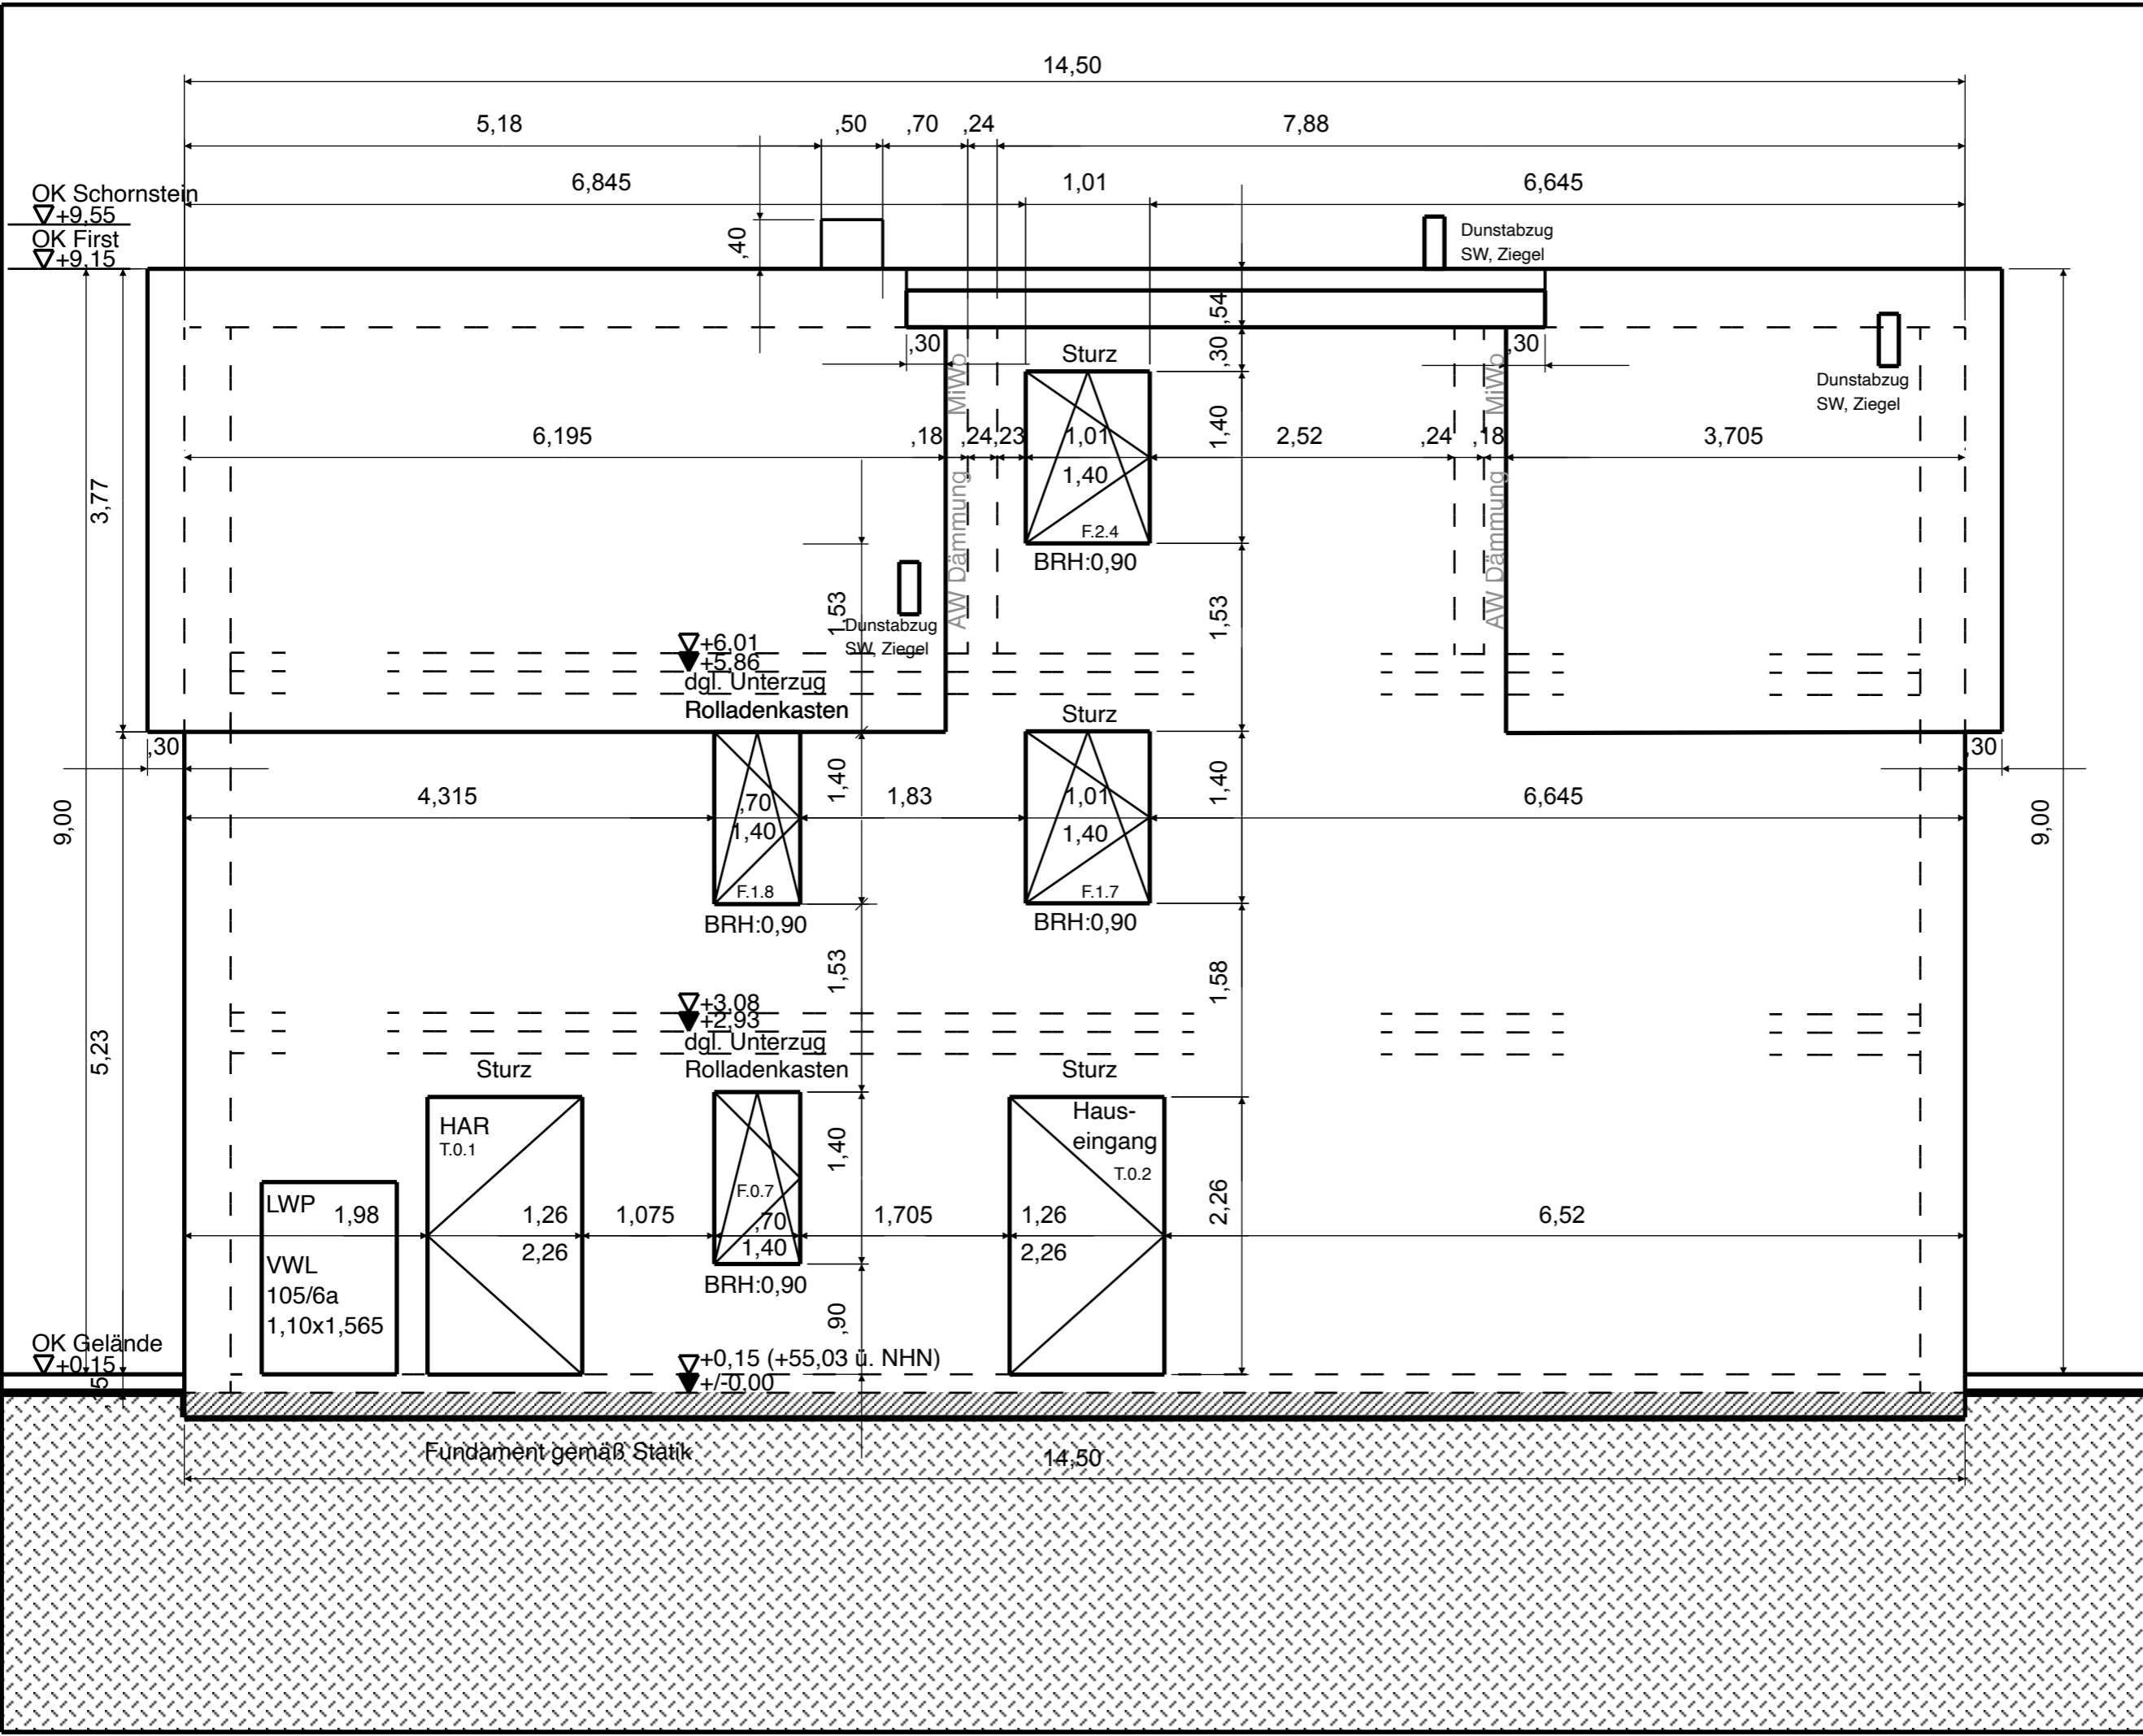 14,50
5,18
,50
,70
,24
7,88
6,845
1,01
6,645
OK Schornstein
+9,55
OK First
+9,15
,40
Dunstabzug
SW, Ziegel
,54
,30
Sturz
,30
,30
Dunstabzug
SW, Ziegel
AW Dämmung MiWo
AW Dämmung MiWo
6,195
,18
,24
,23
1,01
1,40
1,40
2,52
,24
,18
3,705
3,77
F.2.4
BRH:0,90
1,53
1,53
Dunstabzug
SW, Ziegel
+6,01
+5,86
dgl. Unterzug
Rolladenkasten
Sturz
,30
,30
4,315
,70
1,40
1,40
1,83
1,01
1,40
1,40
6,645
9,00
9,00
F.1.8
BRH:0,90
F.1.7
BRH:0,90
1,53
1,58
+3,08
+2,93
dgl. Unterzug
Rolladenkasten
5,23
Sturz
Sturz
HAR
T.0.1
Haus-
eingang
T.0.2
1,40
F.0.7
LWP
1,98
1,26
2,26
1,075
,70
1,40
1,705
1,26
2,26
2,26
6,52
VWL
105/6a
1,10x1,565
BRH:0,90
,90
OK Gelände
+0,15
+0,15 (+55,03 ü. NHN)
+/-0,00
Fundament gemäß Statik
14,50